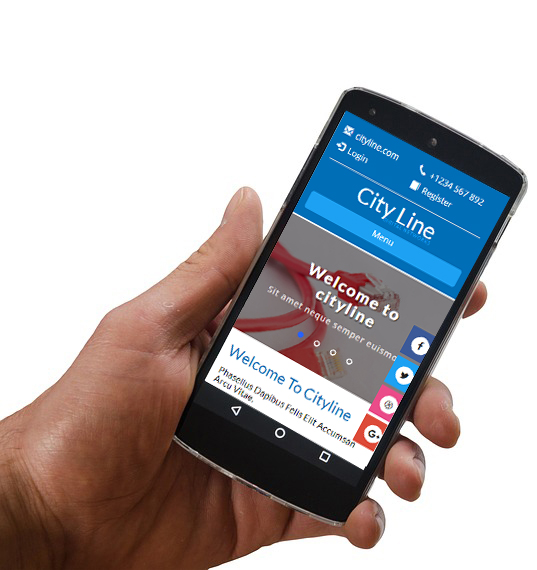 cityline.com
+1234 567 892
Login
Register
City Line
Menu
Welcome to
cityline
Sit amet neque semper euismo
Welcome To Cityline
Phasellus Dapibus Felis Elit Accumsan
Arcu Vitae.
f
G+